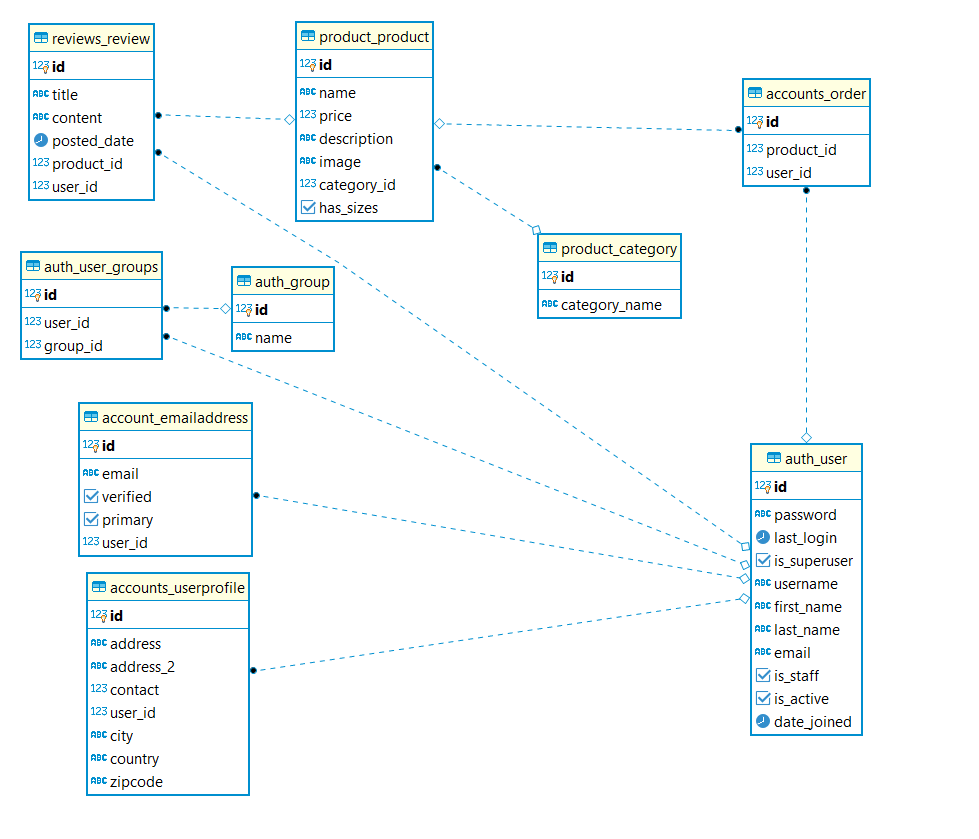 reviews_review
123 id
ABC title
ABC content
posted_date
123 product_id
123 user_id
product_product
123 id
ABC name
123 price
ABC description
ABC image
123 category_id
has_sizes
accounts_order
123 id
123 product_id
123 user_id
product_category
123 id
ABC category_name
auth_user_groups
123 id
123 user_id
123 group_id
auth_group
123 id
ABC name
account_emailaddress
123 id
ABC email
verified
primary
123 user_id
accounts_userprofile
123 id
ABC address
ABC address_2
123 contact
123 user_id
ABC city
ABC country
ABC zipcode
auth_user
123 id
ABC password
last_login
is_superuser
ABC username
ABC first_name
ABC last_name
ABC email
is_staff
is_active
date_joined